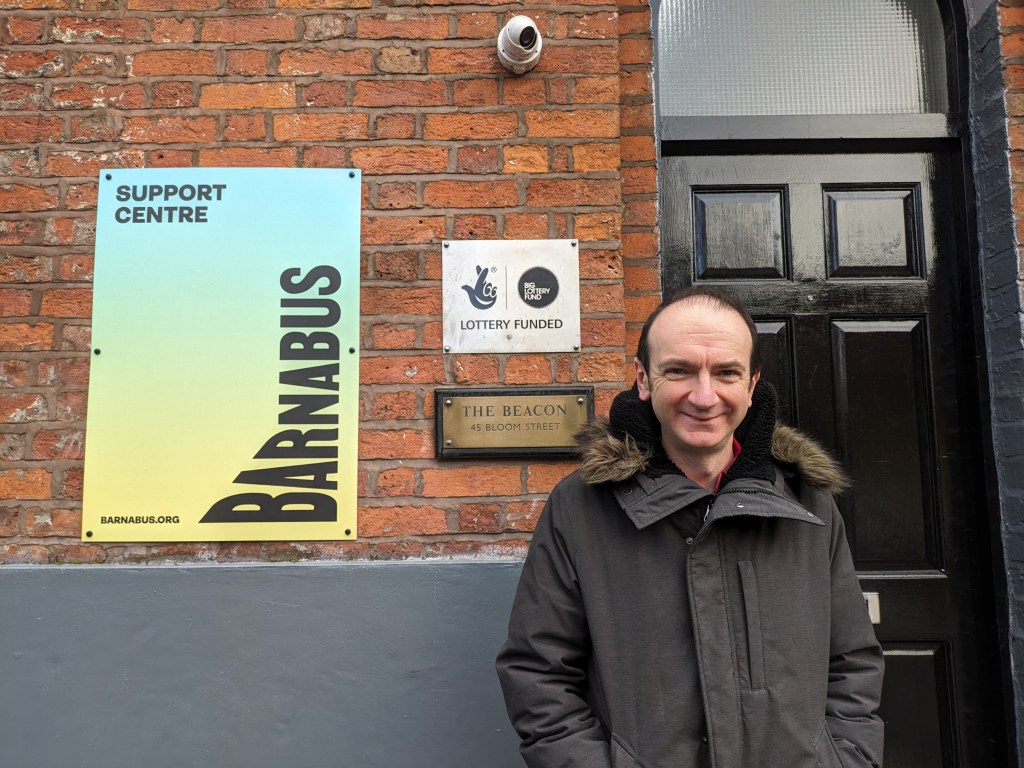 SUPPORT
CENTRE
BARNABUS
BARNABUS.ORG
BIG
LOTTERY
FUND
LOTTERY FUNDED
THE BEACON
45 BLOOM STREET